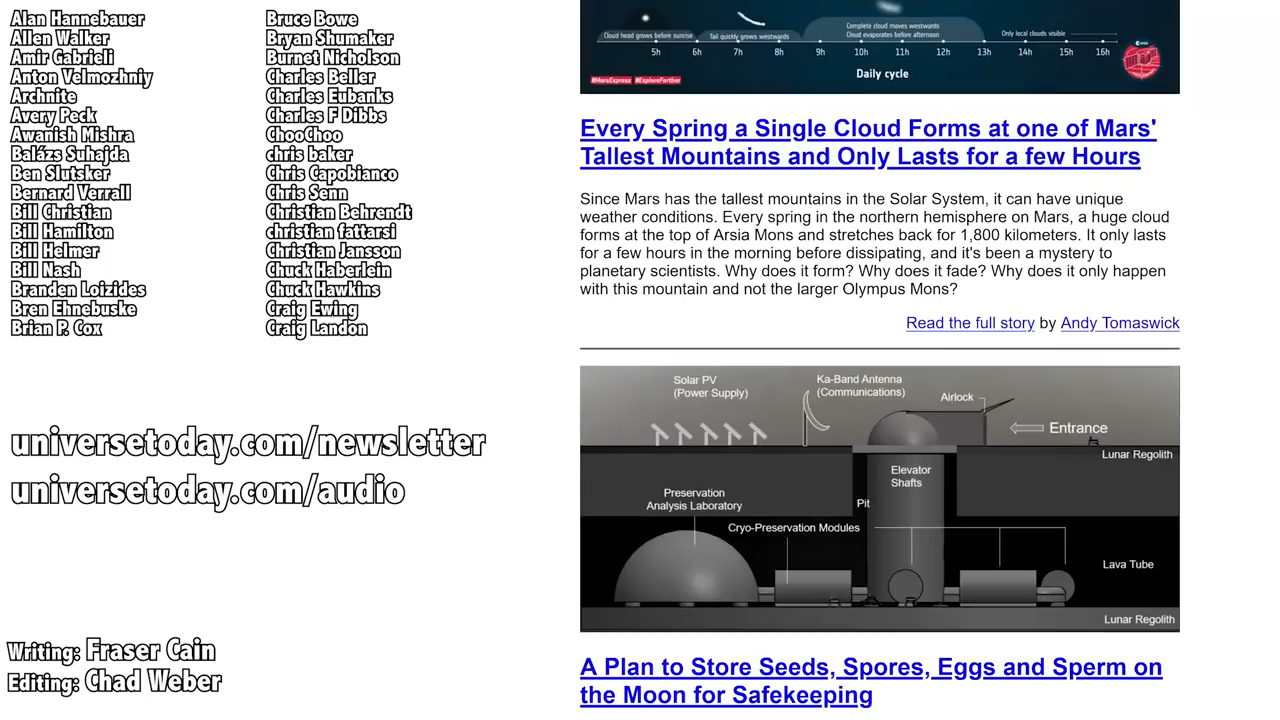 Alan Hannebauer
Allen Walker
Amir Gabrieli
Anton Velmozhniy
Archnite
Avery Peck
Awanish Mishra
Balázs Suhajda
Ben Slutsker
Bernard Verrall
Bill Christian
Bill Hamilton
Bill Helmer
Bill Nash
Branden Loizides
Bren Ehnebuske
Brian P. Cox
Bruce Bowe
Bryan Shumaker
Burnet Nicholson
Charles Beller
Charles Eubanks
Charles F Dibbs
ChooChoo
chris baker
Chris Capobianco
Chris Senn
Christian Behrendt
christian fattarsi
Christian Jansson
Chuck Haberlein
Chuck Hawkins
Craig Ewing
Craig Landon
universetoday.com/newsletter
universetoday.com/audio
Writing: Fraser Cain
Editing: Chad Weber
Cloud head grows before sunrise
Tail quickly grows westwards
Complete cloud moves westwards
Cloud evaporates before afternoon
Only local clouds visible
5h 6h 7h 8h 9h 10h 11h 12h 13h 14h 15h 16h
Daily cycle
#MarsExpress #ExploreFarther
esa
Every Spring a Single Cloud Forms at one of Mars'
Tallest Mountains and Only Lasts for a few Hours
Since Mars has the tallest mountains in the Solar System, it can have unique
weather conditions. Every spring in the northern hemisphere on Mars, a huge cloud
forms at the top of Arsia Mons and stretches back for 1,800 kilometers. It only lasts
for a few hours in the morning before dissipating, and it's been a mystery to
planetary scientists. Why does it form? Why does it fade? Why does it only happen
with this mountain and not the larger Olympus Mons?
Read the full story by Andy Tomaswick
Solar PV
(Power Supply)
Ka-Band Antenna
(Communications)
Airlock
Entrance
Lunar Regolith
Elevator
Shafts
Preservation
Analysis Laboratory
Pit
Cryo-Preservation Modules
Lava Tube
Lunar Regolith
A Plan to Store Seeds, Spores, Eggs and Sperm on
the Moon for Safekeeping